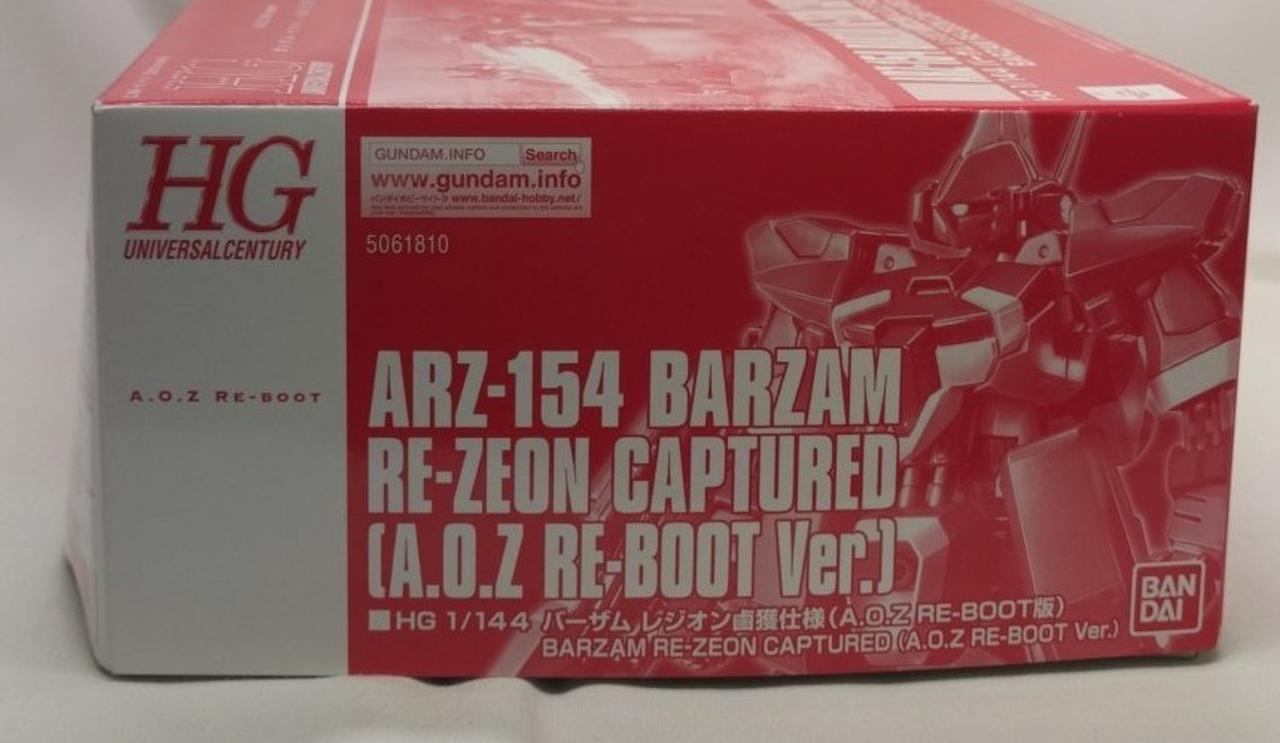 HG
UNIVERSAL CENTURY
A.O.Z RE-BOOT
GUNDAM.INFO Search
www.gundam.info
www.bandai-hobby.net/
5061810
ARZ-154 BARZAM
RE-ZEON CAPTURED
(A.O.Z RE-BOOT Ver.)
■HG 1/144 バーザム レジオン鹵獲仕様(A.O.Z RE-BOOT版)
BARZAM RE-ZEON CAPTURED (A.O.Z RE-BOOT Ver.)
BAN
DAI